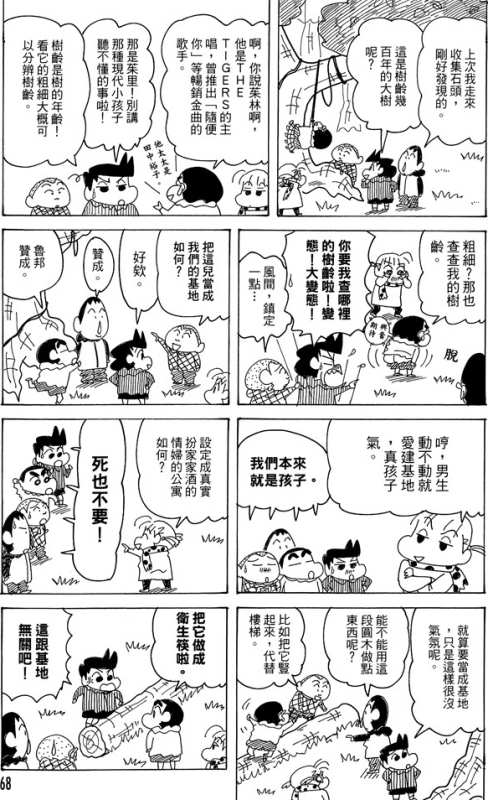 上次我走來
收集石頭，
剛好發現的。
這是樹齡幾
百年的大樹
呢？
啊，你說茱林啊，
他是THE
TIGERS的主
唱，曾推出「隨便
你」等暢銷金曲的
歌手。
他太太是
田中裕子。
那是茱里！別講
那種現代小孩子
聽不懂的事啦！
樹齡是樹的年齡！
看它的粗細大概可
以分辨樹齡。
粗細？那也
查查我的樹
齡。
脫
你要我查哪裡
的樹齡啦！變
態！大變態！
風間，鎮定
一點…
把這兒當成
我們的基地
如何？
好欸。
贊成。
魯邦
贊成。
哼，男生
動不動就
愛建基地
，真孩子
氣。
我們本來
就是孩子。
設定成真實
扮家家酒的
情婦的公寓
如何？
死也不要！
就算要當成基地
，只是這樣很沒
氣氛呢。
能不能用這
段圓木做點
東西呢？
比如把它豎
起來，代替
樓梯。
把它做成
衛生筷啦。
這跟基地
無關吧！
68